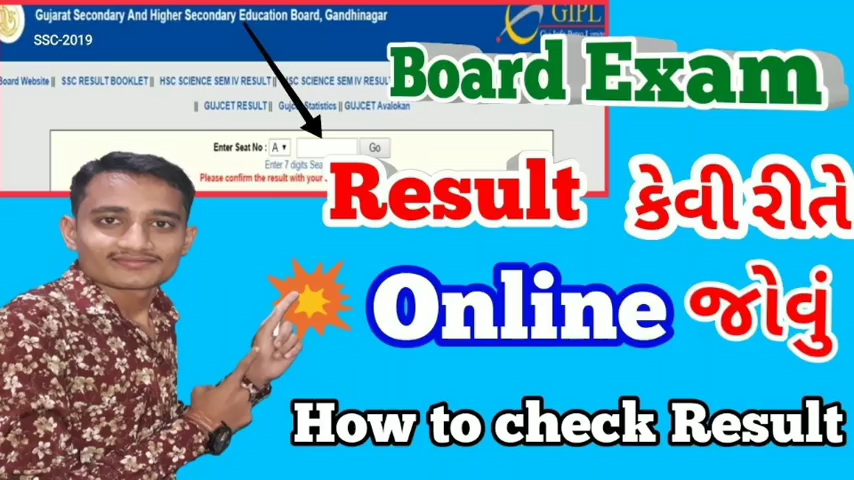 Gujarat Secondary And Higher Secondary Education Board, Gandhinagar
GIPL
SSC-2019
Board Website || SSC RESULT BOOKLET || HSC SCIENCE SEM IV RESULT || HSC SCIENCE SEM IV RESUL
|| GUJCET RESULT || Gujcet Statistics || GUJCET Avalokan
Enter Seat No : A Go
Enter 7 digits Sea
Please confirm the result with your
Board Exam
Result કેવી રીતે
Online જોવું
How to check Result